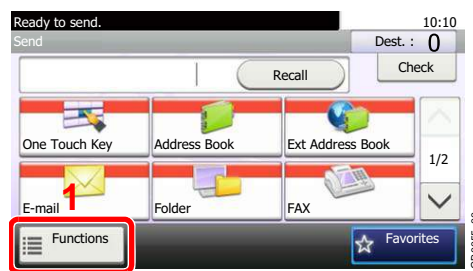 Ready to send.
10:10
Send
Dest. :
0
Recall
Check
One Touch Key
Address Book
Ext Address Book
1/2
E-mail
1
Folder
FAX
Functions
Favorites